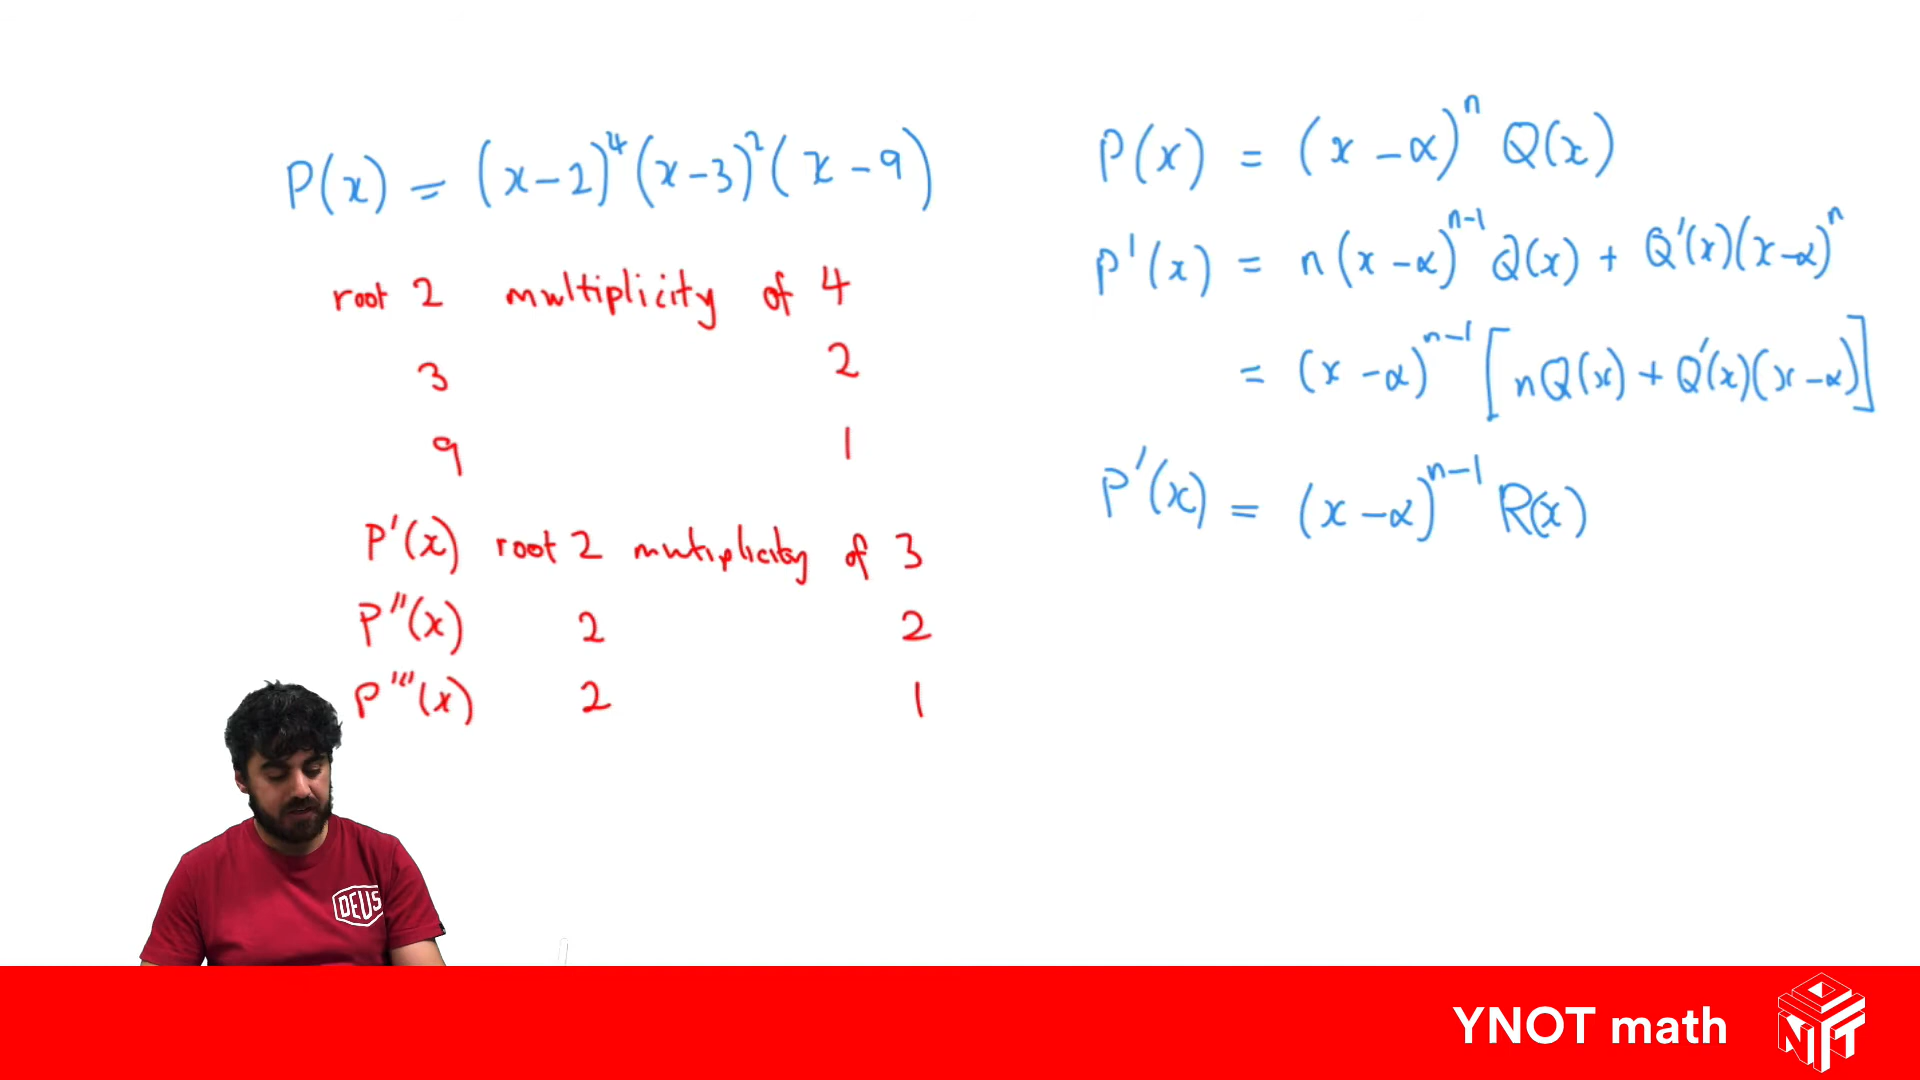 P(x) = (x-2)⁴(x-3)²(x-9)
root 2 multiplicity of 4
3 2
9 1
P'(x) root 2 multiplicity of 3
P''(x) 2 2
P'''(x) 2 1
P(x) = (x-α)ⁿ Q(x)
P'(x) = n(x-α)ⁿ⁻¹ Q(x) + Q'(x)(x-α)ⁿ
= (x-α)ⁿ⁻¹ [nQ(x) + Q'(x)(x-α)]
P'(x) = (x-α)ⁿ⁻¹ R(x)
DEUS
YNOT math